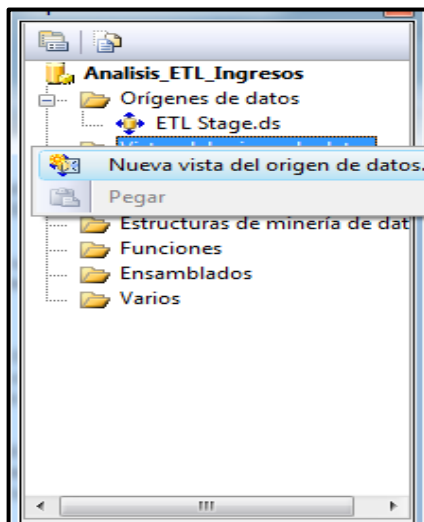 Analisis_ETL_Ingresos
Orígenes de datos
ETL Stage.ds
Nueva vista del origen de datos.
Pegar
Estructuras de minería de dat
Funciones
Ensamblados
Varios